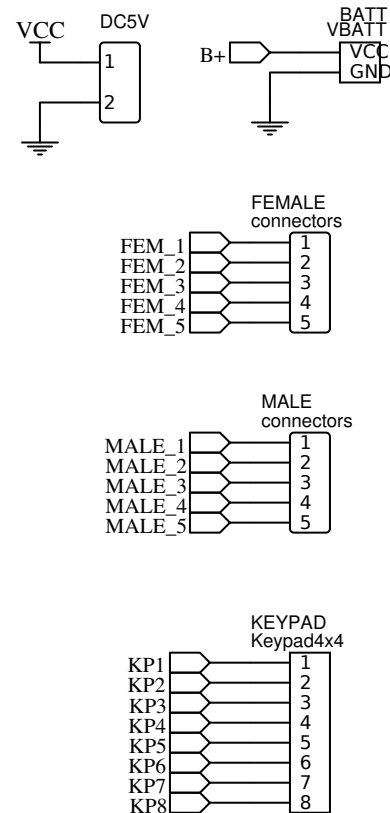 VCC
DC5V
1
2
BATT
VBATT
B+
VCC
GND
FEMALE
connectors
FEM_1 1
FEM_2 2
FEM_3 3
FEM_4 4
FEM_5 5
MALE
connectors
MALE_1 1
MALE_2 2
MALE_3 3
MALE_4 4
MALE_5 5
KEYPAD
Keypad4x4
KP1 1
KP2 2
KP3 3
KP4 4
KP5 5
KP6 6
KP7 7
KP8 8